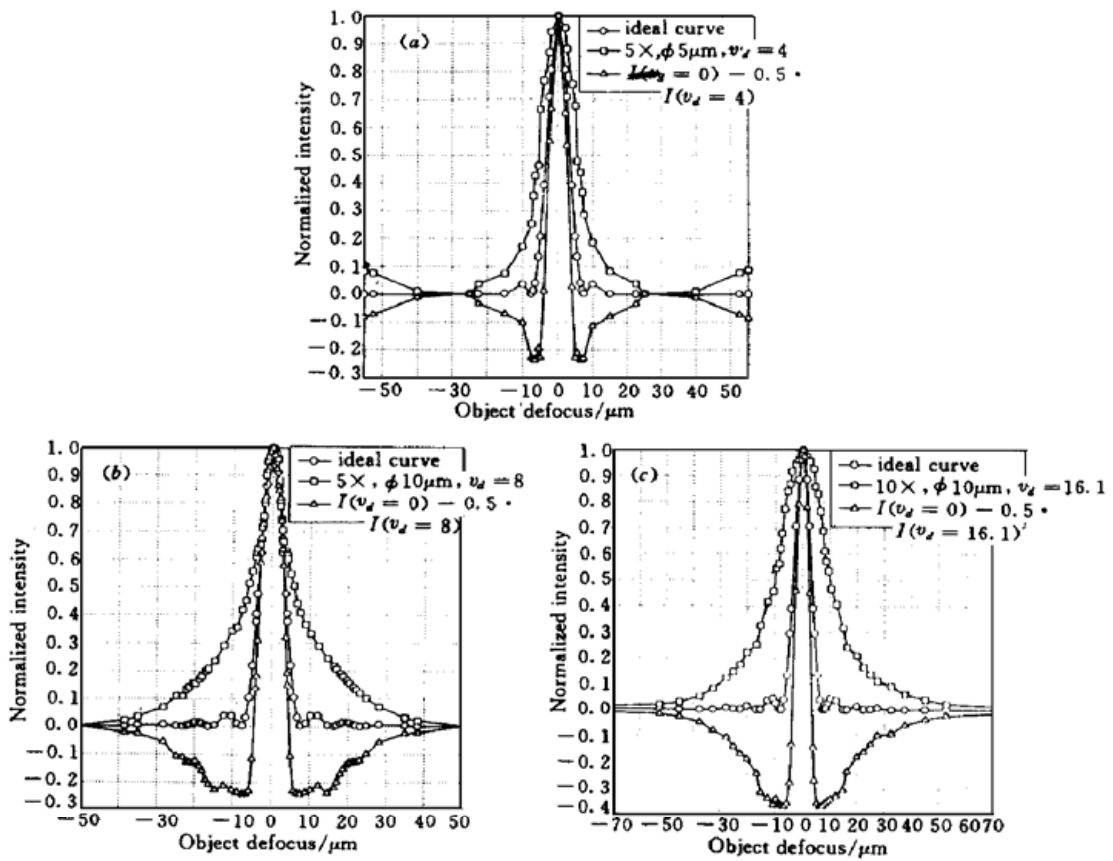 (a)
ideal curve
5×, ϕ 5μm, v_d = 4
= 0) − 0.5 ·
I(v_d = 4)
Normalized intensity
1.0
0.9
0.8
0.7
0.6
0.5
0.4
0.3
0.2
0.1
0.0
−0.1
−0.2
−0.3
−50 −30 −10 0 10 20 30 40 50
Object defocus/μm
(b)
ideal curve
5×, ϕ 10μm, v_d = 8
I(v_d = 0) − 0.5 ·
I(v_d = 8)
Normalized intensity
1.0
0.9
0.8
0.7
0.6
0.5
0.4
0.3
0.2
0.1
0.0
−0.1
−0.2
−0.3
−50 −30 −10 0 10 20 30 40 50
Object defocus/μm
(c)
ideal curve
10×, ϕ 10μm, v_d = 16.1
I(v_d = 0) − 0.5 ·
I(v_d = 16.1)
Normalized intensity
1.0
0.9
0.8
0.7
0.6
0.5
0.4
0.3
0.2
0.1
0.0
−0.1
−0.2
−0.3
−0.4
−70 −50 −30 −10 0 10 20 30 40 50 60 70
Object defocus/μm